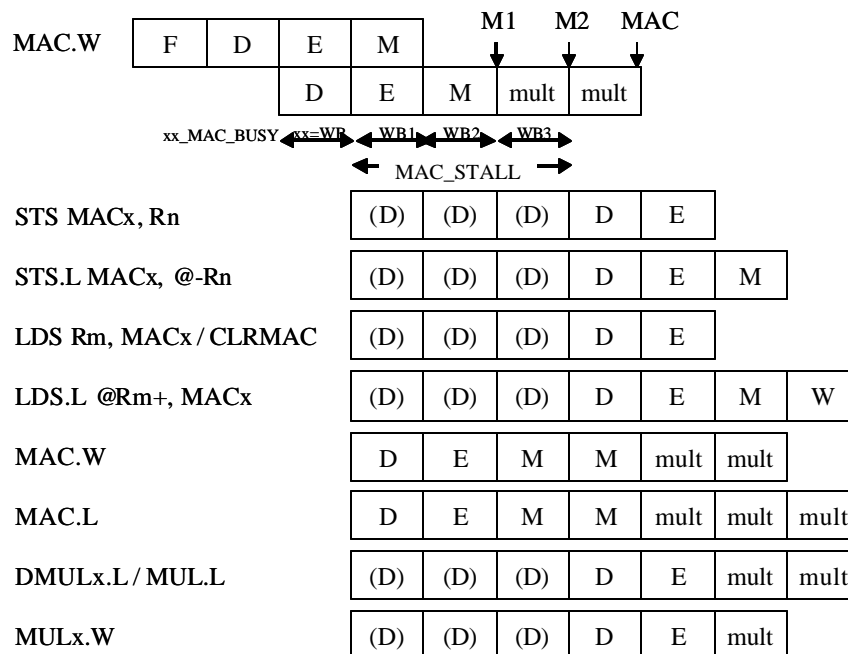 M1 M2 MAC
MAC.W F D E M
D E M mult mult
xx_MAC_BUSY xx=WB WB1 WB2 WB3
MAC_STALL
STS MACx, Rn (D) (D) (D) D E
STS.L MACx, @-Rn (D) (D) (D) D E M
LDS Rm, MACx / CLRMAC (D) (D) (D) D E
LDS.L @Rm+, MACx (D) (D) (D) D E M W
MAC.W D E M M mult mult
MAC.L D E M M mult mult mult
DMULx.L / MUL.L (D) (D) (D) D E mult mult
MULx.W (D) (D) (D) D E mult